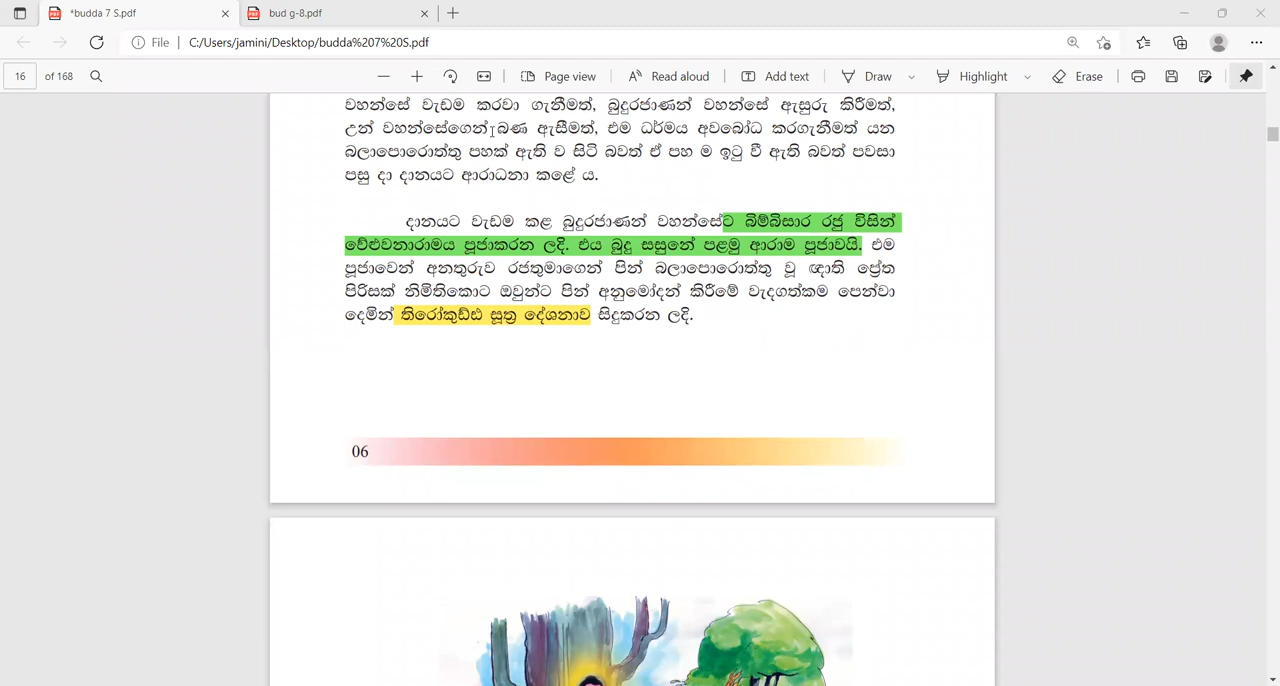 *budda 7 S.pdf
bud g-8.pdf
File
C:/Users/jamini/Desktop/budda%207%20S.pdf
16 of 168
Page view
Read aloud
Add text
Draw
Highlight
Erase
වහන්සේ වැඩම කරවා ගැනීමත්, බුදුරජාණන් වහන්සේ ඇසුරු කිරීමත්,
උන් වහන්සේගෙන් බණ ඇසීමත්, එම ධර්මය අවබෝධ කරගැනීමත් යන
බලාපොරොත්තු පහක් ඇති ව සිටි බවත් ඒ පහ ම ඉටු වී ඇති බවත් පවසා
පසු දා දානයට ආරාධනා කළේ ය.
දානයට වැඩම කළ බුදුරජාණන් වහන්සේට බිම්බිසාර රජු විසින්
වේළුවනාරාමය පූජාකරන ලදි. එය බුදු සසුනේ පළමු ආරාම පූජාවයි. එම
පූජාවෙන් අනතුරුව රජතුමාගෙන් පින් බලාපොරොත්තු වූ ඥාති ප්‍රේත
පිරිසක් නිමිතිකොට ඔවුන්ට පින් අනුමෝදන් කිරීමේ වැදගත්කම පෙන්වා
දෙමින් තිරෝකුඩ්ඪ සූත්‍ර දේශනාව සිදුකරන ලදි.
06